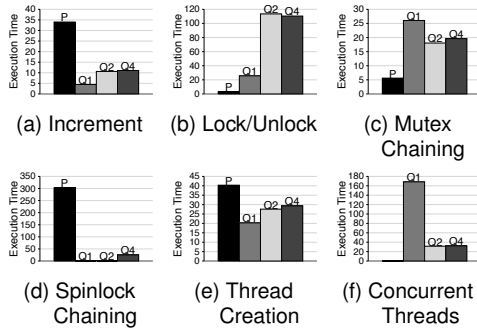 Execution Time
40
35
30
25
20
15
10
5
0
P
Q1
Q2
Q4
(a) Increment
Execution Time
120
100
80
60
40
20
0
P
Q1
Q2
Q4
(b) Lock/Unlock
Execution Time
30
25
20
15
10
5
0
P
Q1
Q2
Q4
(c) Mutex
Chaining
Execution Time
350
300
250
200
150
100
50
0
P
Q1
Q2
Q4
(d) Spinlock
Chaining
Execution Time
45
40
35
30
25
20
15
10
5
0
P
Q1
Q2
Q4
(e) Thread
Creation
Execution Time
180
160
140
120
100
80
60
40
20
0
P
Q1
Q2
Q4
(f) Concurrent
Threads